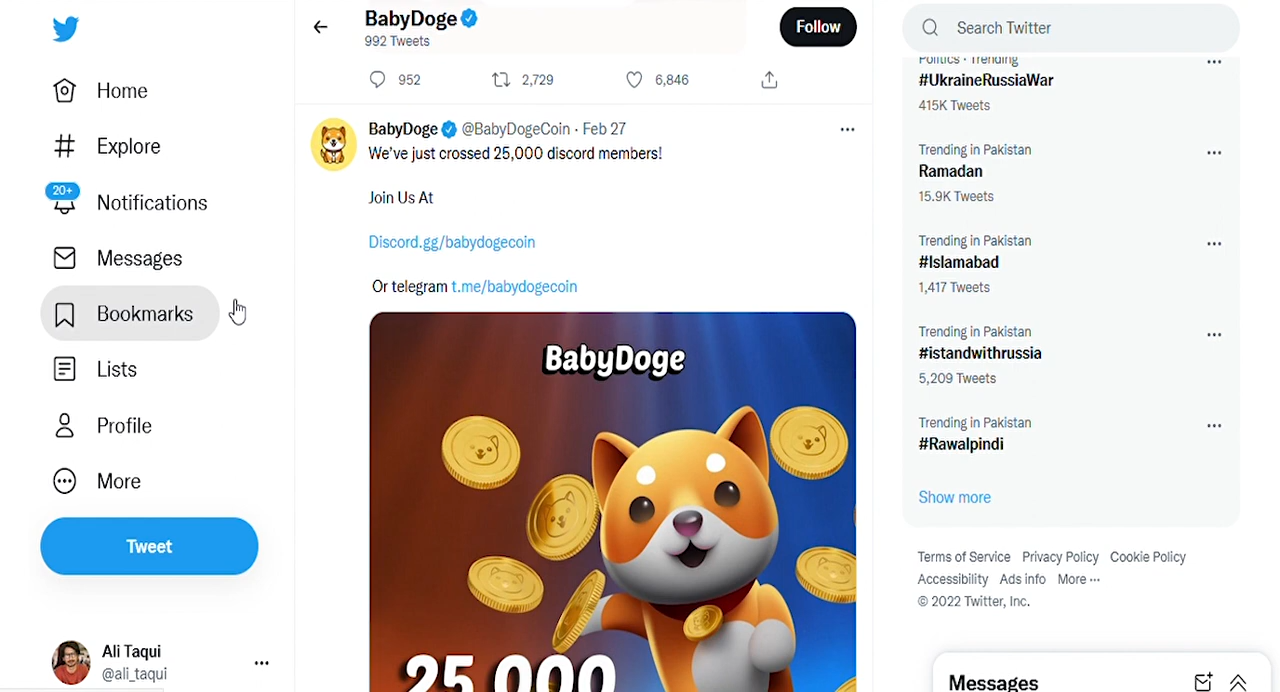 Home
Explore
20+
Notifications
Messages
Bookmarks
Lists
Profile
More
Tweet
Ali Taqui
@ali_taqui
BabyDoge
992 Tweets
Follow
952
2,729
6,846
BabyDoge @BabyDogeCoin · Feb 27
We've just crossed 25,000 discord members!
Join Us At
Discord.gg/babydogecoin
Or telegram t.me/babydogecoin
BabyDoge
25,000
Search Twitter
Politics · Trending
#UkraineRussiaWar
415K Tweets
Trending in Pakistan
Ramadan
15.9K Tweets
Trending in Pakistan
#Islamabad
1,417 Tweets
Trending in Pakistan
#istandwithrussia
5,209 Tweets
Trending in Pakistan
#Rawalpindi
Show more
Terms of Service Privacy Policy Cookie Policy
Accessibility Ads info More ···
© 2022 Twitter, Inc.
Messages